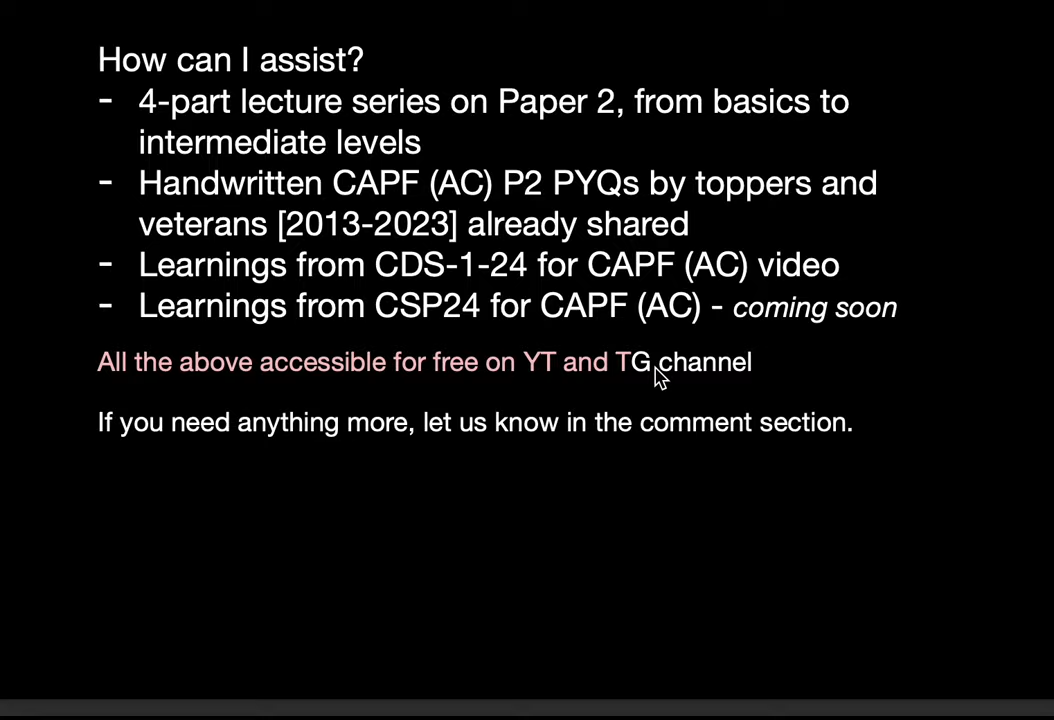 How can I assist?
- 4-part lecture series on Paper 2, from basics to
intermediate levels
- Handwritten CAPF (AC) P2 PYQs by toppers and
veterans [2013-2023] already shared
- Learnings from CDS-1-24 for CAPF (AC) video
- Learnings from CSP24 for CAPF (AC) - coming soon
All the above accessible for free on YT and TG channel
If you need anything more, let us know in the comment section.